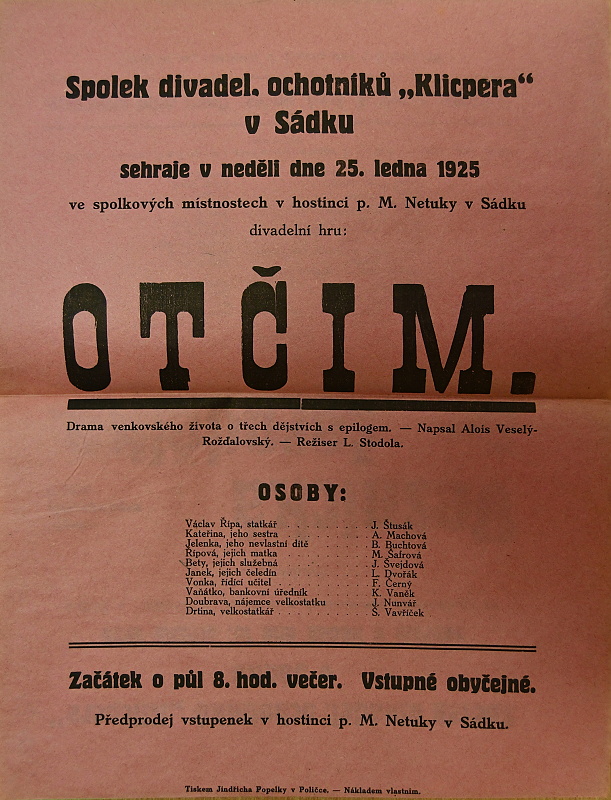 Spolek divadel. ochotníků „Klicpera“
v Sádku
sehraje v neděli dne 25. ledna 1925
ve spolkových místnostech v hostinci p. M. Netuky v Sádku
divadelní hru:
OTČIM.
Drama venkovského života o třech dějstvích s epilogem. — Napsal Alois Veselý-
Rožďalovský. — Režiser L. Stodola.
OSOBY:
Václav Řípa, statkář . . . . . . . . . J. Štusák
Kateřina, jeho sestra . . . . . . . . . A. Machová
Jelenka, jeho nevlastní dítě . . . . . . B. Buchtová
Řípová, jejich matka . . . . . . . . . M. Šafrová
Bety, jejich služebná . . . . . . . . . J. Švejdová
Janek, jejich čeledín . . . . . . . . . L. Dvořák
Vonka, řídící učitel . . . . . . . . . . F. Černý
Vaňátko, bankovní úředník . . . . . . K. Vaněk
Doubrava, nájemce velkostatku . . . . J. Nunvář
Drtina, velkostatkář . . . . . . . . . . S. Vavříček
Začátek o půl 8. hod. večer. Vstupné obyčejné.
Předprodej vstupenek v hostinci p. M. Netuky v Sádku.
Tiskem Jindřicha Popelky v Poličce. — Nákladem vlastním.